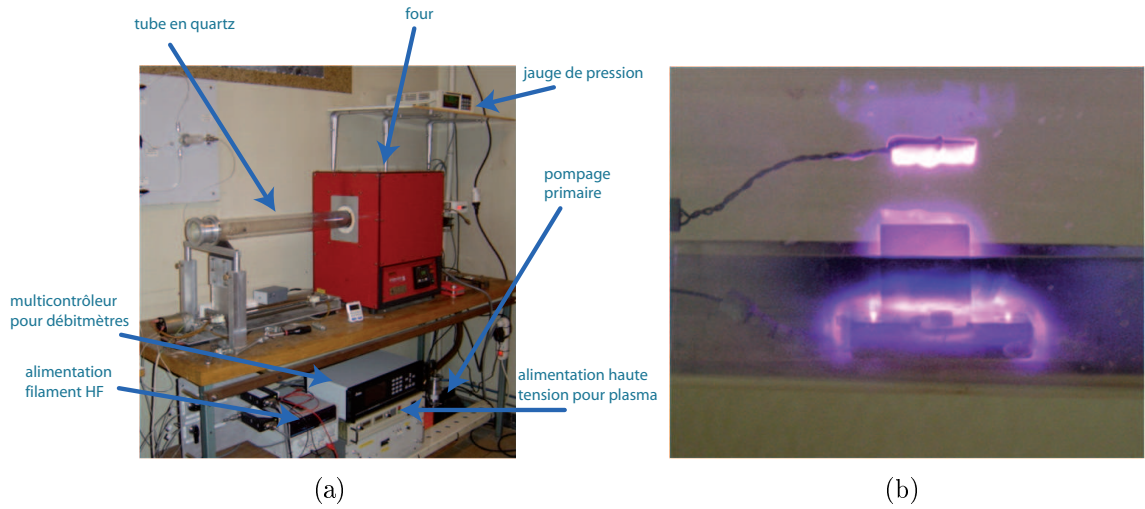 tube en quartz
four
jauge de pression
pompage
primaire
multicontrôleur
pour débitmètres
alimentation
filament HF
alimentation haute
tension pour plasma
(a)
(b)